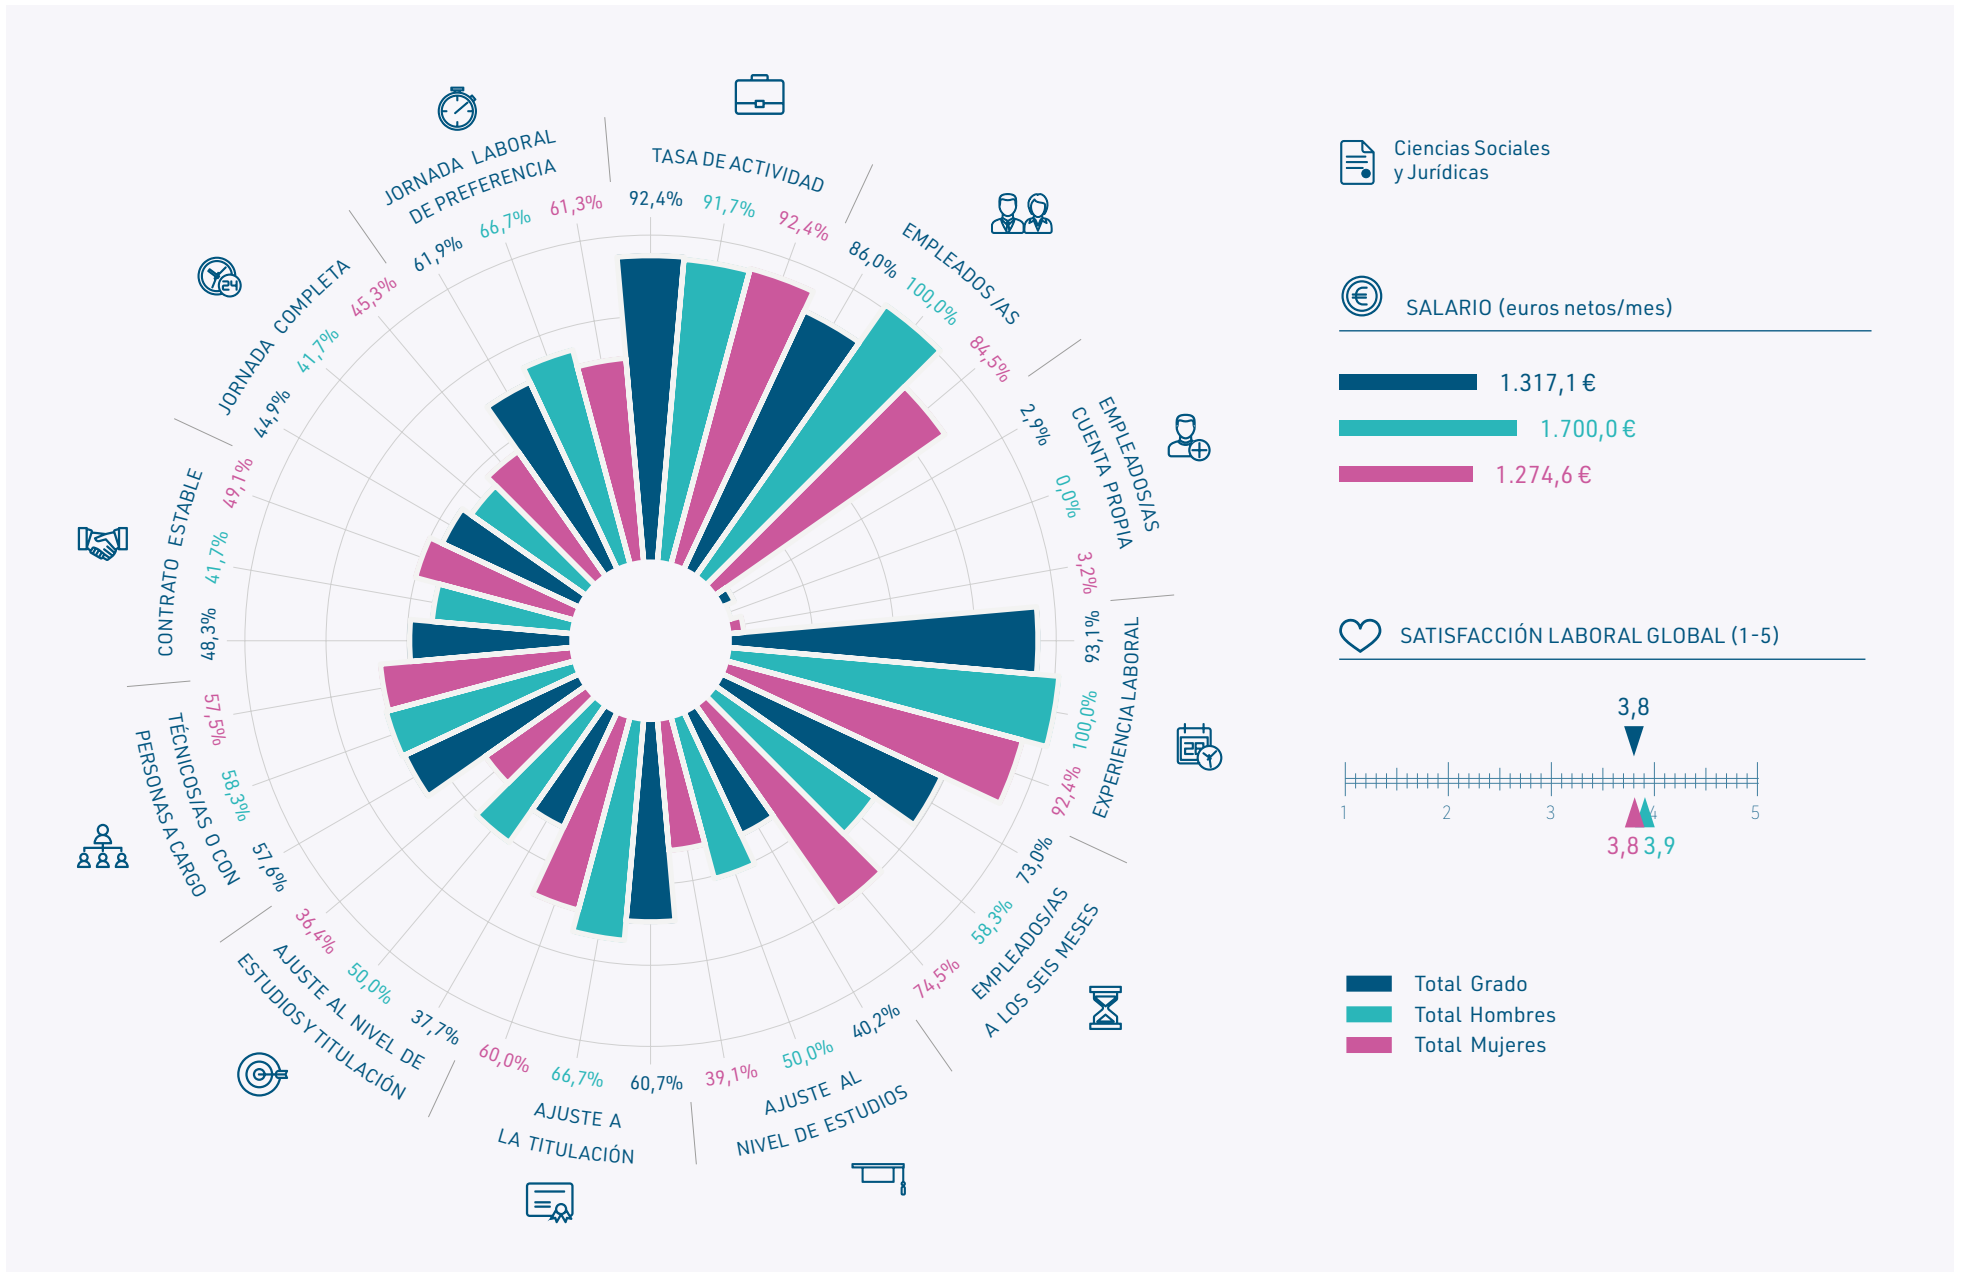 TASA DE ACTIVIDAD
92,4%
91,7%
92,4%
EMPLEADOS /AS
86,0%
100,0%
84,5%
EMPLEADOS/AS
CUENTA PROPIA
2,9%
0,0%
3,2%
EXPERIENCIA LABORAL
93,1%
100,0%
92,4%
EMPLEADOS/AS
A LOS SEIS MESES
73,0%
58,3%
74,5%
AJUSTE AL
NIVEL DE ESTUDIOS
40,2%
50,0%
39,1%
AJUSTE A
LA TITULACIÓN
60,7%
66,7%
60,0%
AJUSTE AL NIVEL DE
ESTUDIOS Y TITULACIÓN
37,7%
50,0%
36,4%
TÉCNICOS/AS O CON
PERSONAS A CARGO
57,6%
58,3%
57,5%
CONTRATO ESTABLE
48,3%
41,7%
49,1%
JORNADA COMPLETA
44,9%
41,7%
45,3%
JORNADA LABORAL
DE PREFERENCIA
61,9%
66,7%
61,3%
24
Ciencias Sociales
y Jurídicas
SALARIO (euros netos/mes)
1.317,1 €
1.700,0 €
1.274,6 €
SATISFACCIÓN LABORAL GLOBAL (1-5)
3,8
1 2 3 4 5
3,8 3,9
Total Grado
Total Hombres
Total Mujeres